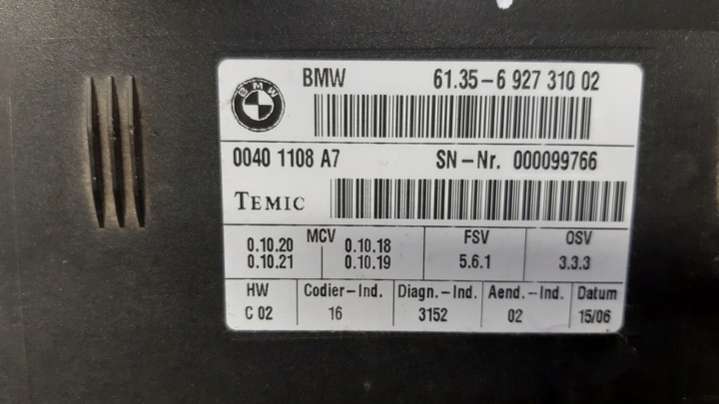 BMW 61.35-6 927 310 02
BMW
0040 1108 A7 SN-Nr. 000099766
TEMIC
MCV FSV OSV
0.10.20 0.10.18
0.10.21 0.10.19 5.6.1 3.3.3
HW Codier-Ind. Diagn.-Ind. Aend.-Ind. Datum
C 02 16 3152 02 15/06